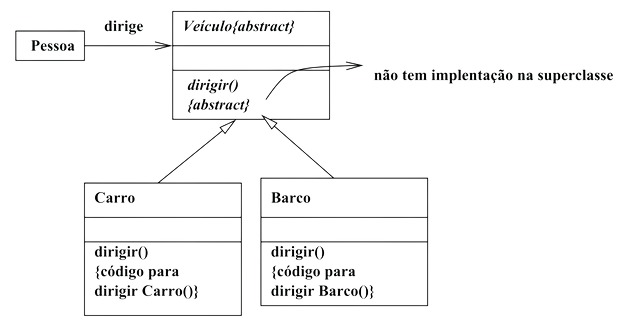 dirige
Pessoa
Veículo{abstract}
dirigir()
{abstract}
não tem implentação na superclasse
Carro
dirigir()
{código para
dirigir Carro()}
Barco
dirigir()
{código para
dirigir Barco()}